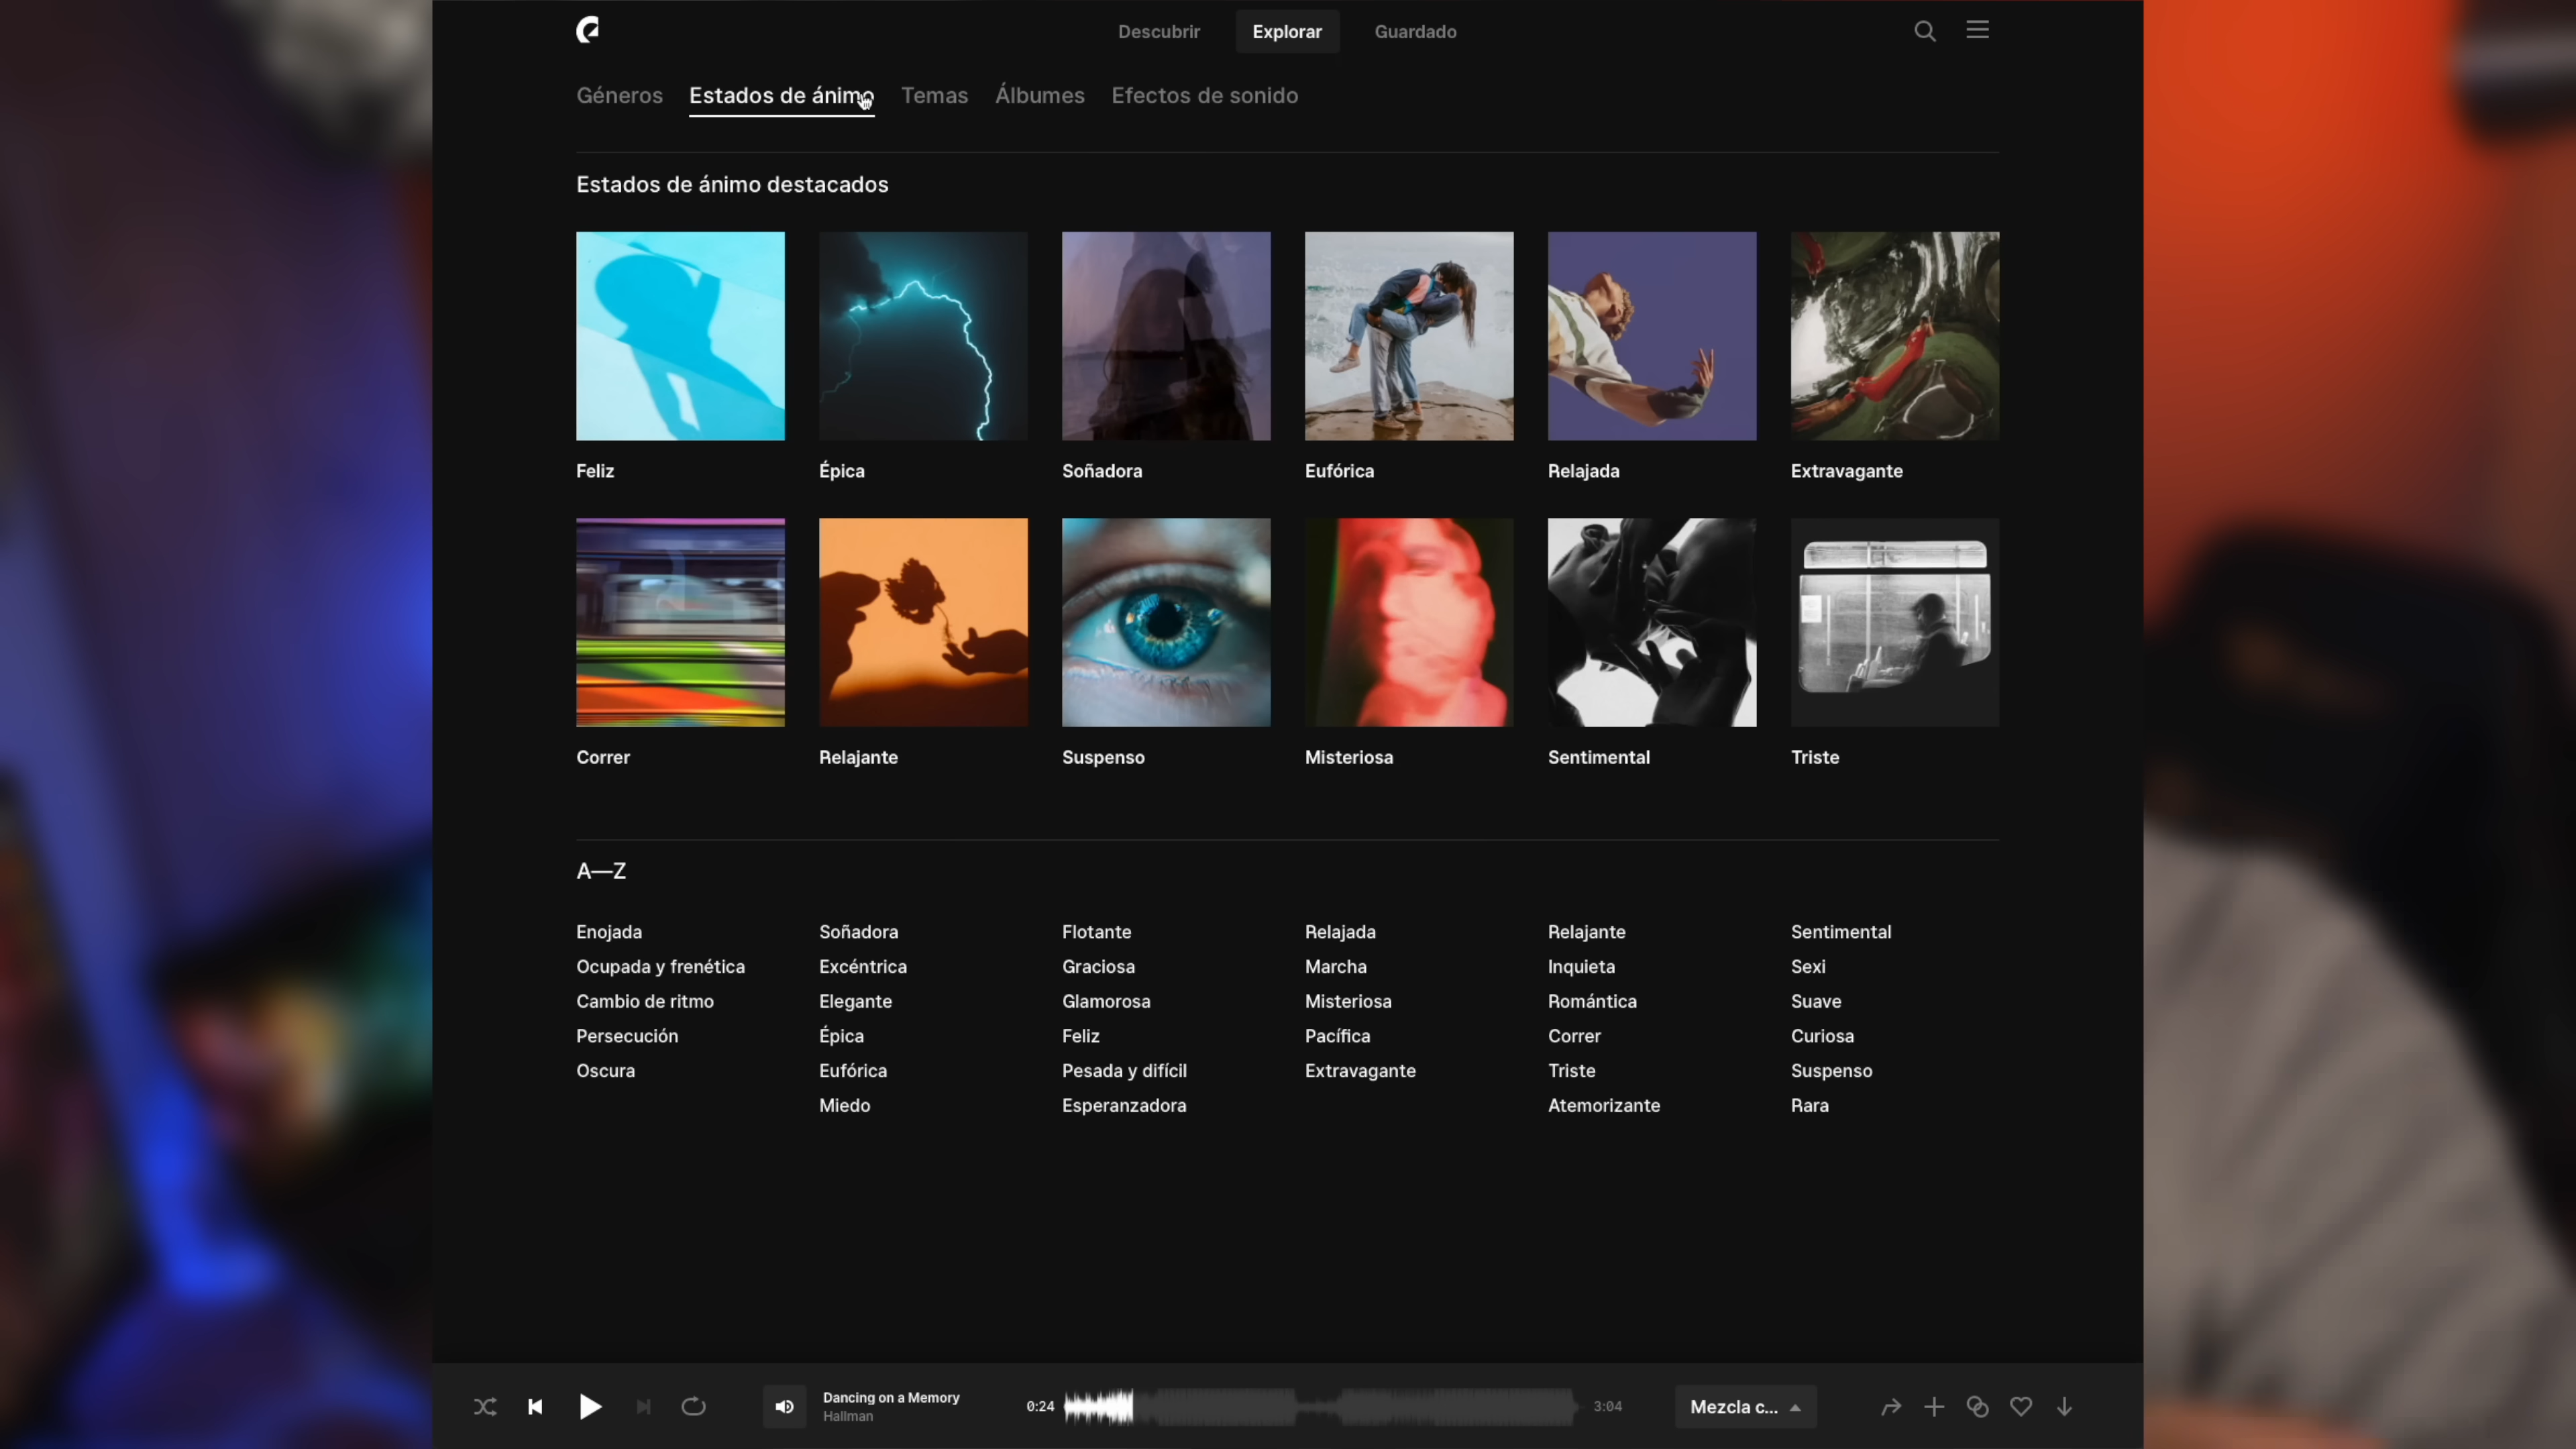 Descubrir Explorar Guardado
Géneros Estados de ánimo Temas Álbumes Efectos de sonido
Estados de ánimo destacados
Feliz Épica Soñadora Eufórica Relajada Extravagante
Correr Relajante Suspenso Misteriosa Sentimental Triste
A—Z
Enojada Soñadora Flotante Relajada Relajante Sentimental
Ocupada y frenética Excéntrica Graciosa Marcha Inquieta Sexi
Cambio de ritmo Elegante Glamorosa Misteriosa Romántica Suave
Persecución Épica Feliz Pacífica Correr Curiosa
Oscura Eufórica Pesada y difícil Extravagante Triste Suspenso
Miedo Esperanzadora Atemorizante Rara
Dancing on a Memory
Hallman
0:24 3:04 Mezcla c...